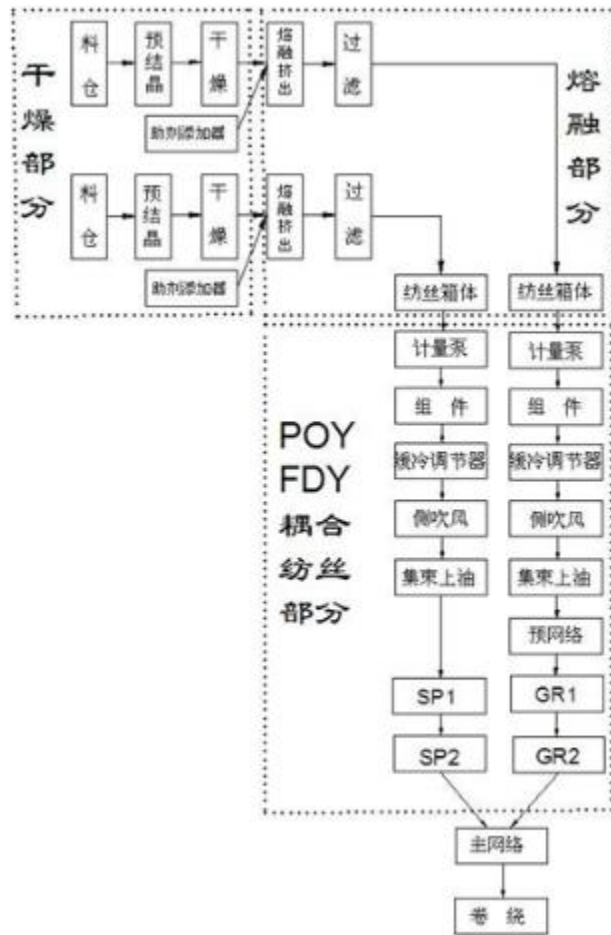 干燥部分
料仓
预结晶
干燥
助剂添加器
熔融挤出
过滤
熔融部分
料仓
预结晶
干燥
助剂添加器
熔融挤出
过滤
纺丝箱体
纺丝箱体
POY
FDY
耦合
纺丝
部分
计量泵
计量泵
组 件
组 件
缓冷调节器
缓冷调节器
侧吹风
侧吹风
集束上油
集束上油
预网络
SP1
GR1
SP2
GR2
主网络
卷 绕